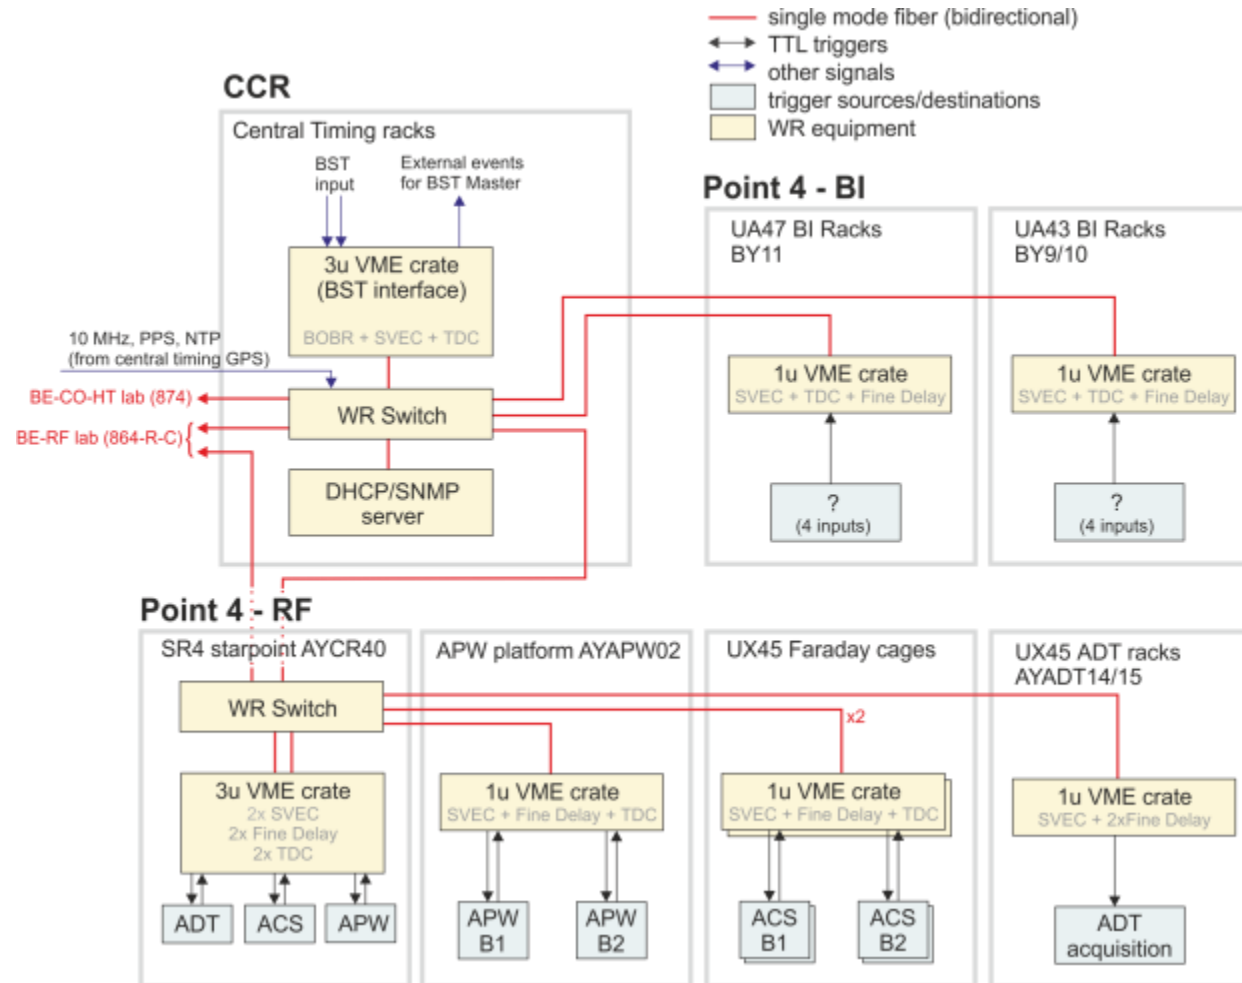 single mode fiber (bidirectional)
TTL triggers
other signals
trigger sources/destinations
WR equipment
CCR
Central Timing racks
BST
input
External events
for BST Master
3u VME crate
(BST interface)
BOBR + SVEC + TDC
10 MHz, PPS, NTP
(from central timing GPS)
BE-CO-HT lab (874)
BE-RF lab (864-R-C)
WR Switch
DHCP/SNMP
server
Point 4 - BI
UA47 BI Racks
BY11
1u VME crate
SVEC + TDC + Fine Delay
?
(4 inputs)
UA43 BI Racks
BY9/10
1u VME crate
SVEC + TDC + Fine Delay
?
(4 inputs)
Point 4 - RF
SR4 starpoint AYCR40
WR Switch
3u VME crate
2x SVEC
2x Fine Delay
2x TDC
ADT
ACS
APW
APW platform AYAPW02
1u VME crate
SVEC + Fine Delay + TDC
APW
B1
APW
B2
UX45 Faraday cages
x2
1u VME crate
SVEC + Fine Delay + TDC
ACS
B1
ACS
B2
UX45 ADT racks
AYADT14/15
1u VME crate
SVEC + 2xFine Delay
ADT
acquisition